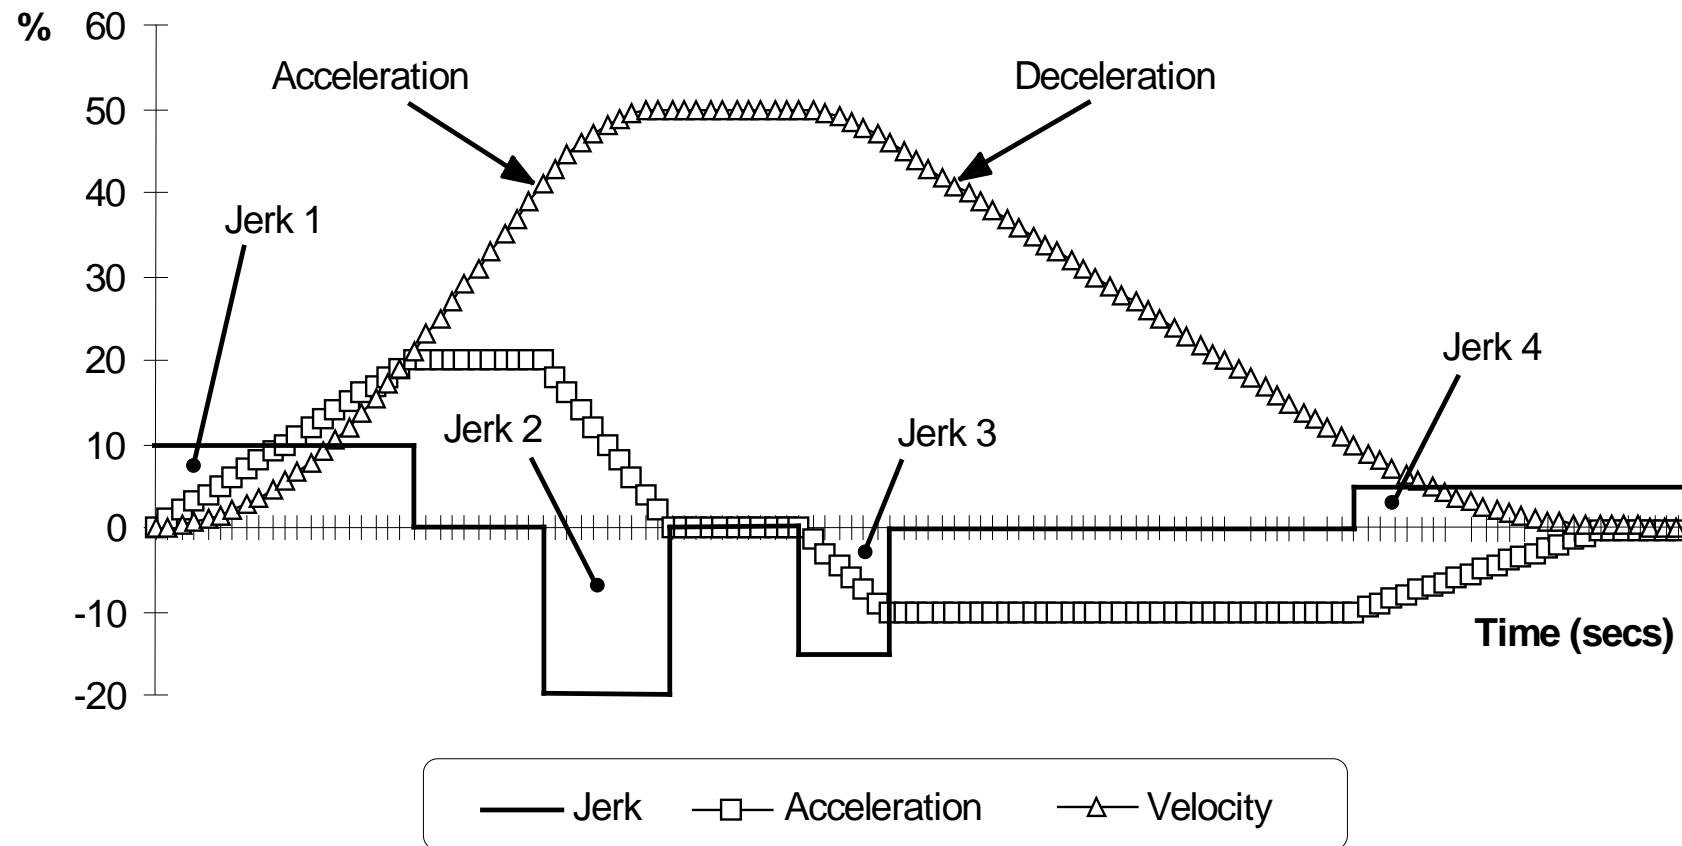 %
60
Acceleration
Deceleration
50
40
Jerk 1
30
20
Jerk 4
Jerk 2
Jerk 3
10
0
-10
Time (secs)
-20
Jerk Acceleration Velocity